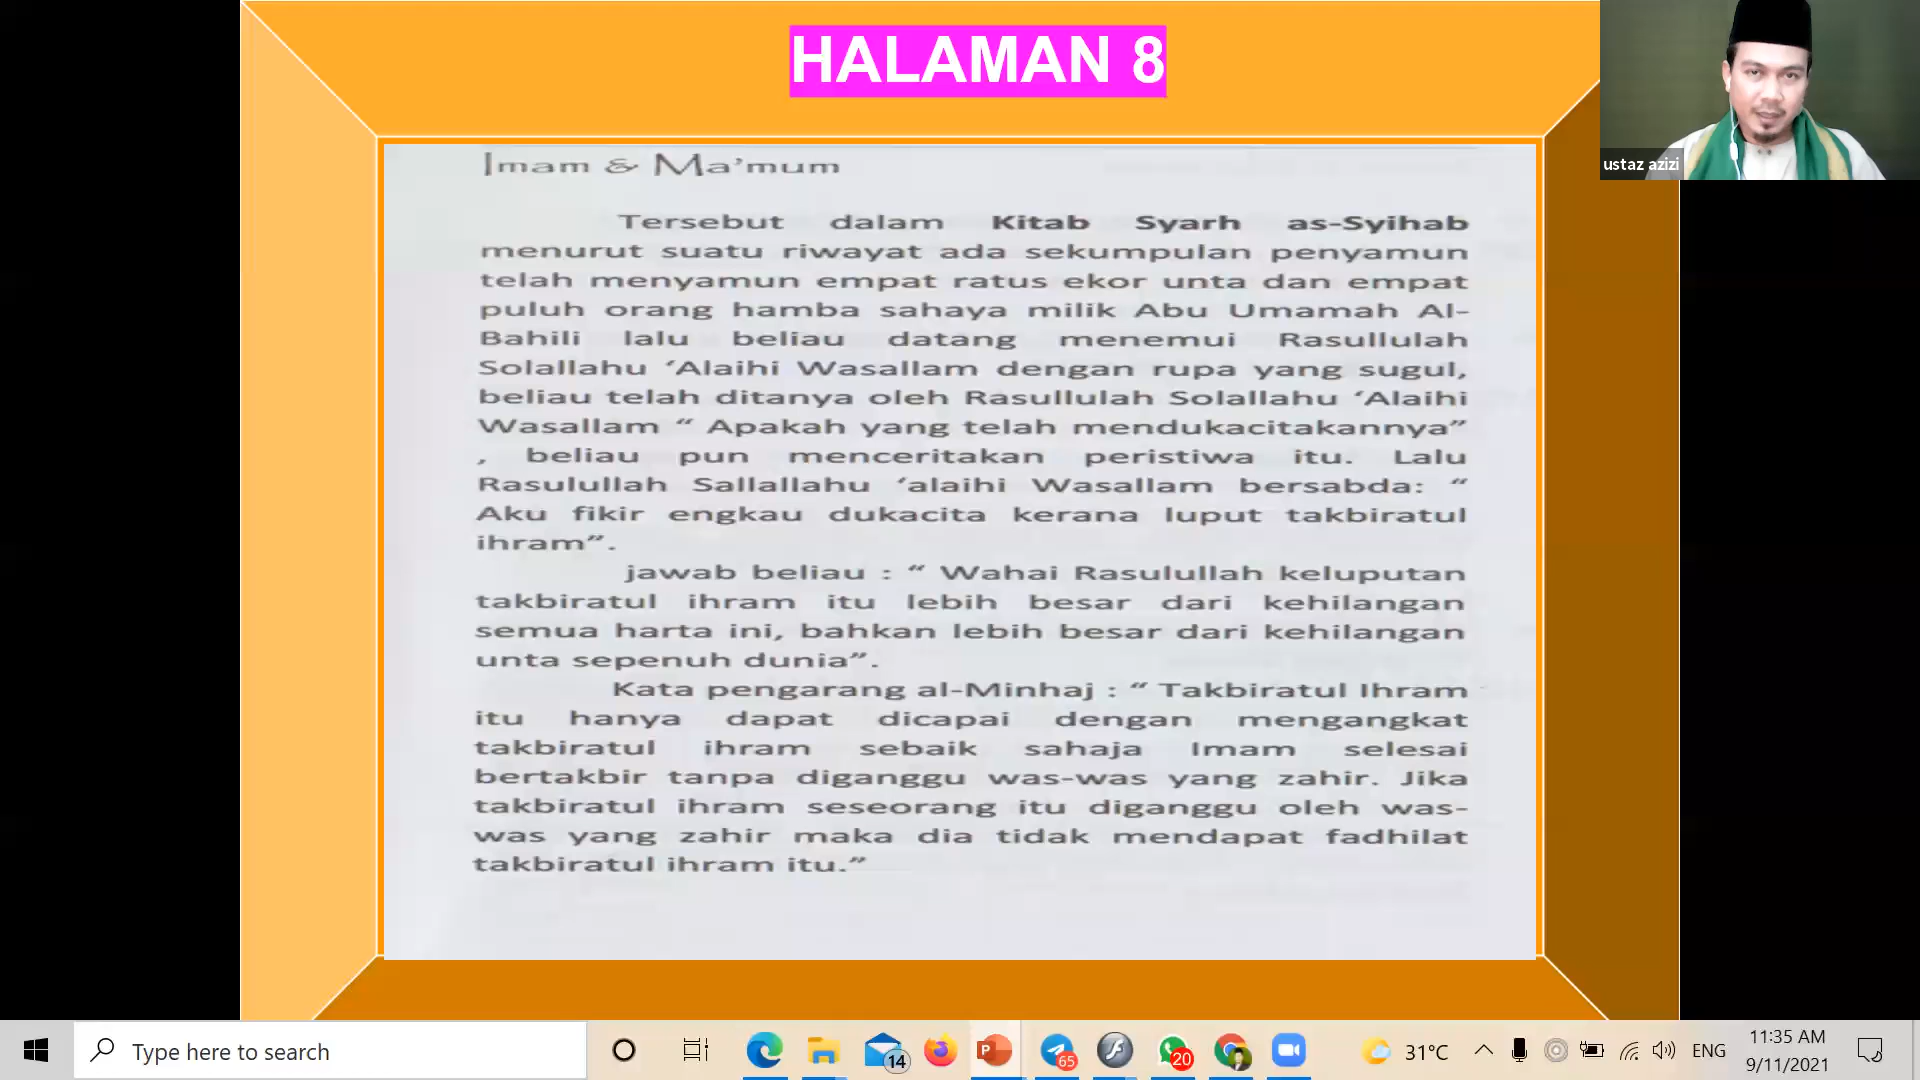 HALAMAN 8
ustaz azizi
Imam & Ma'mum
Tersebut dalam Kitab Syarh as-Syihab
menurut suatu riwayat ada sekumpulan penyamun
telah menyamun empat ratus ekor unta dan empat
puluh orang hamba sahaya milik Abu Umamah Al-
Bahili lalu beliau datang menemui Rasullulah
Solallahu ‘Alaihi Wasallam dengan rupa yang sugul,
beliau telah ditanya oleh Rasullulah Solallahu ‘Alaihi
Wasallam “ Apakah yang telah mendukacitakannya”
, beliau pun menceritakan peristiwa itu. Lalu
Rasulullah Sallallahu ‘alaihi Wasallam bersabda: “
Aku fikir engkau dukacita kerana luput takbiratul
ihram”.
jawab beliau : “ Wahai Rasulullah keluputan
takbiratul ihram itu lebih besar dari kehilangan
semua harta ini, bahkan lebih besar dari kehilangan
unta sepenuh dunia”.
Kata pengarang al-Minhaj : “ Takbiratul Ihram
itu hanya dapat dicapai dengan mengangkat
takbiratul ihram sebaik sahaja Imam selesai
bertakbir tanpa diganggu was-was yang zahir. Jika
takbiratul ihram seseorang itu diganggu oleh was-
was yang zahir maka dia tidak mendapat fadhilat
takbiratul ihram itu.”
Type here to search
14
65
20
31°C
ENG
11:35 AM
9/11/2021